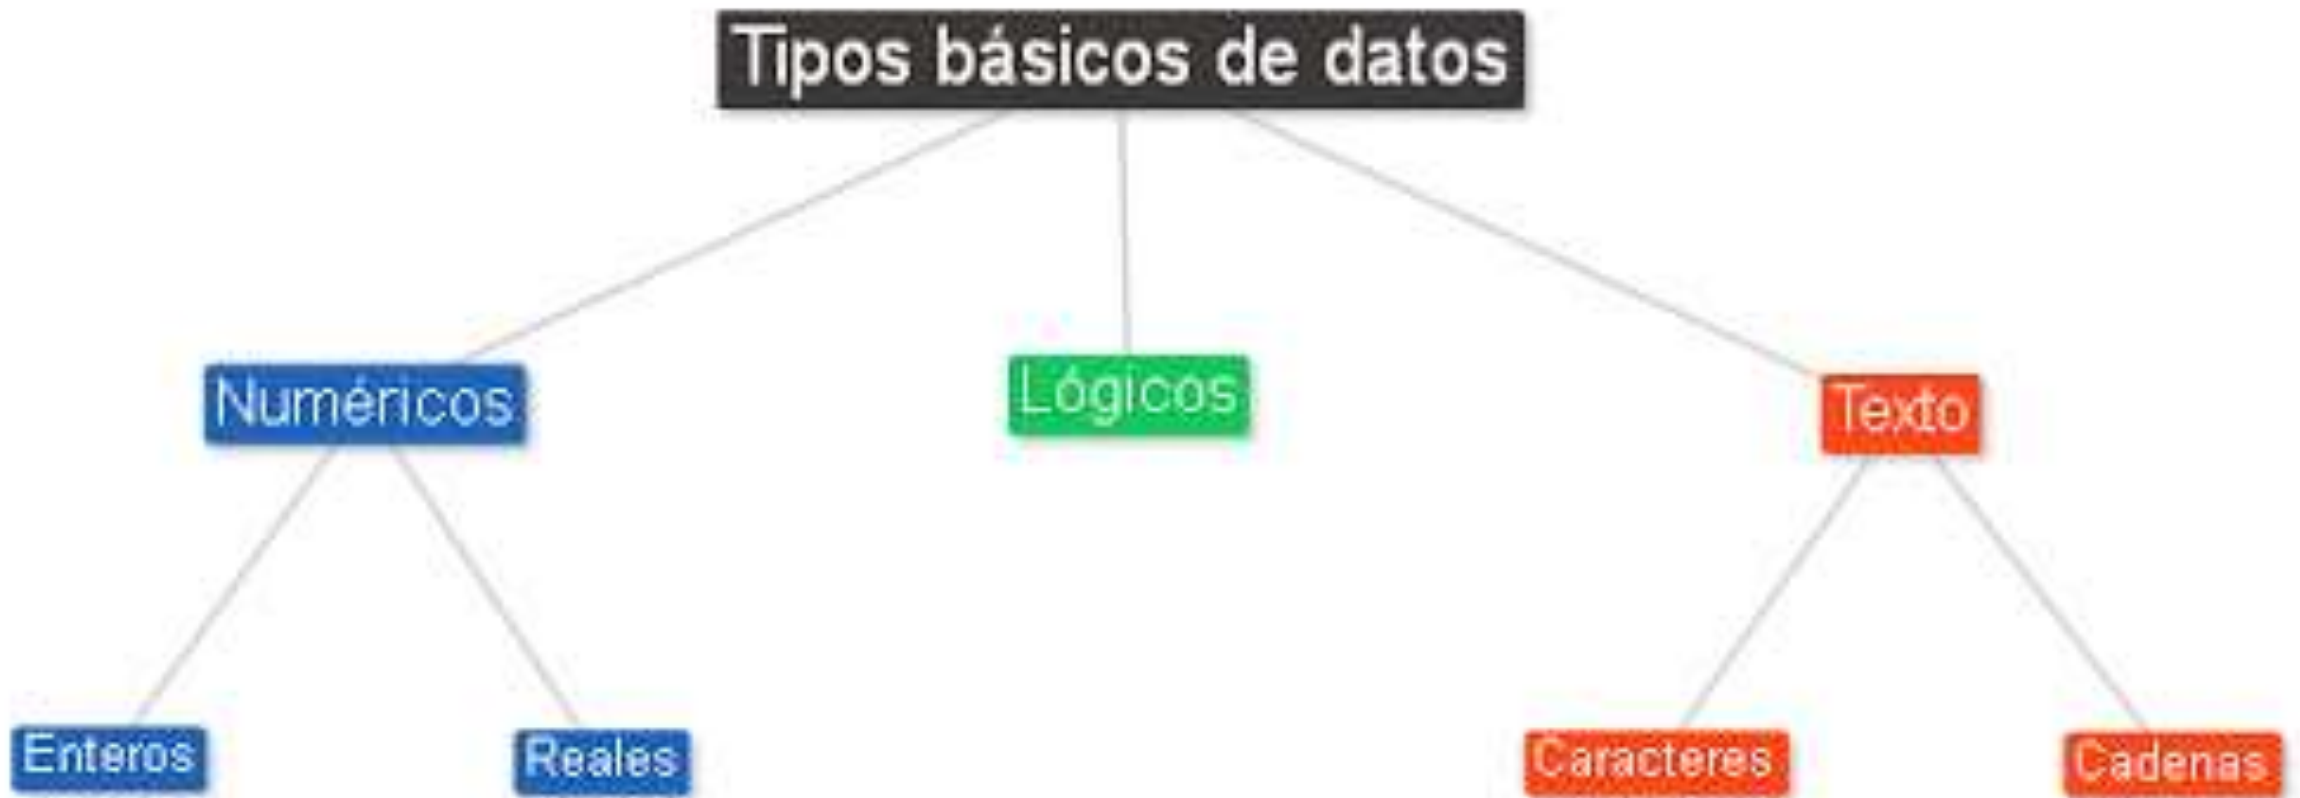 Tipos básicos de datos
Numéricos
Lógicos
Texto
Enteros
Reales
Caracteres
Cadenas